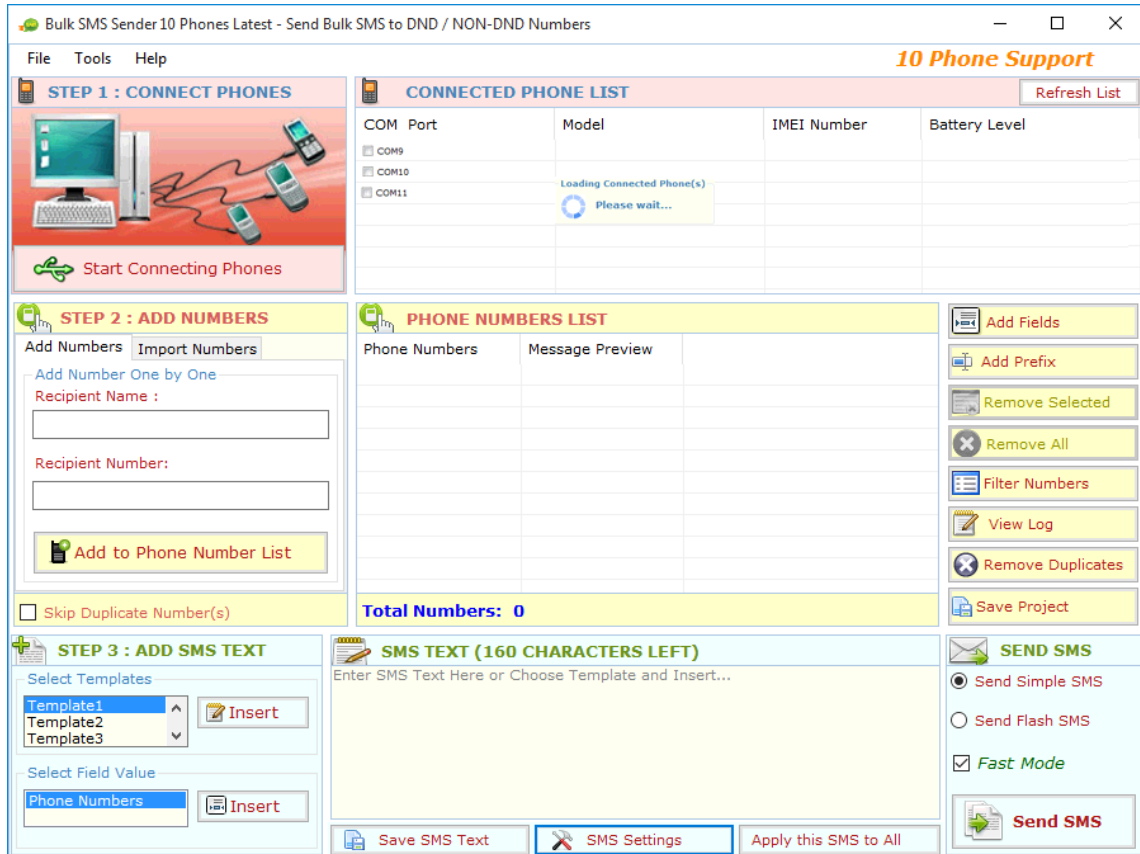 Bulk SMS Sender 10 Phones Latest - Send Bulk SMS to DND / NON-DND Numbers
File Tools Help
10 Phone Support
STEP 1 : CONNECT PHONES
Start Connecting Phones
CONNECTED PHONE LIST
Refresh List
COM Port Model IMEI Number Battery Level
COM9
COM10
COM11
Loading Connected Phone(s)
Please wait...
STEP 2 : ADD NUMBERS
Add Numbers Import Numbers
Add Number One by One
Recipient Name :
Recipient Number:
Add to Phone Number List
Skip Duplicate Number(s)
PHONE NUMBERS LIST
Phone Numbers Message Preview
Total Numbers: 0
Add Fields
Add Prefix
Remove Selected
Remove All
Filter Numbers
View Log
Remove Duplicates
Save Project
STEP 3 : ADD SMS TEXT
Select Templates
Template1
Template2
Template3
Insert
Select Field Value
Phone Numbers
Insert
SMS TEXT (160 CHARACTERS LEFT)
Enter SMS Text Here or Choose Template and Insert...
Save SMS Text
SMS Settings
Apply this SMS to All
SEND SMS
Send Simple SMS
Send Flash SMS
Fast Mode
Send SMS